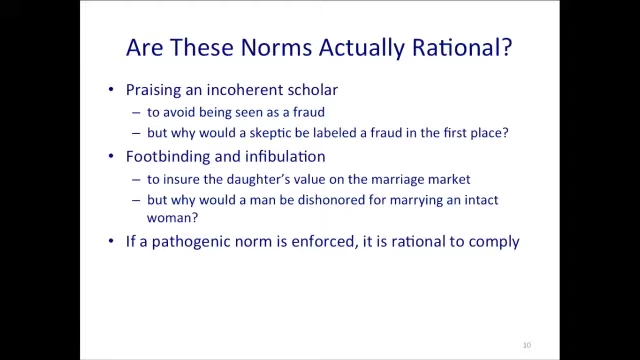 Are These Norms Actually Rational?
• Praising an incoherent scholar
– to avoid being seen as a fraud
– but why would a skeptic be labeled a fraud in the first place?
• Footbinding and infibulation
– to insure the daughter's value on the marriage market
– but why would a man be dishonored for marrying an intact
woman?
• If a pathogenic norm is enforced, it is rational to comply
10